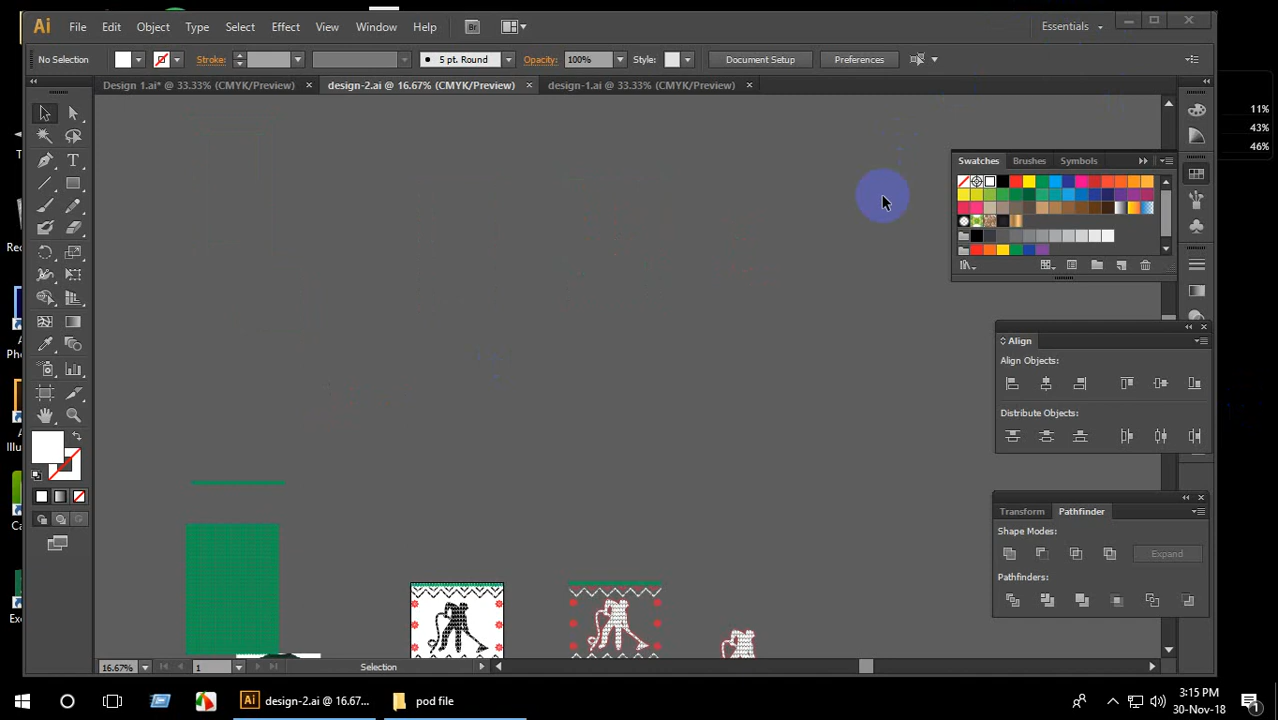 Ai File Edit Object Type Select Effect View Window Help Br Essentials
No Selection Stroke: 5 pt. Round Opacity: 100% Style: Document Setup Preferences
Design 1.ai* @ 33.33% (CMYK/Preview) × design-2.ai @ 16.67% (CMYK/Preview) × design-1.ai @ 33.33% (CMYK/Preview) ×
11%
43%
46%
Swatches Brushes Symbols
Align
Align Objects:
Distribute Objects:
Transform Pathfinder
Shape Modes:
Expand
Pathfinders:
16.67% 1 Selection
Ai design-2.ai @ 16.67... pod file 3:15 PM
30-Nov-18 1